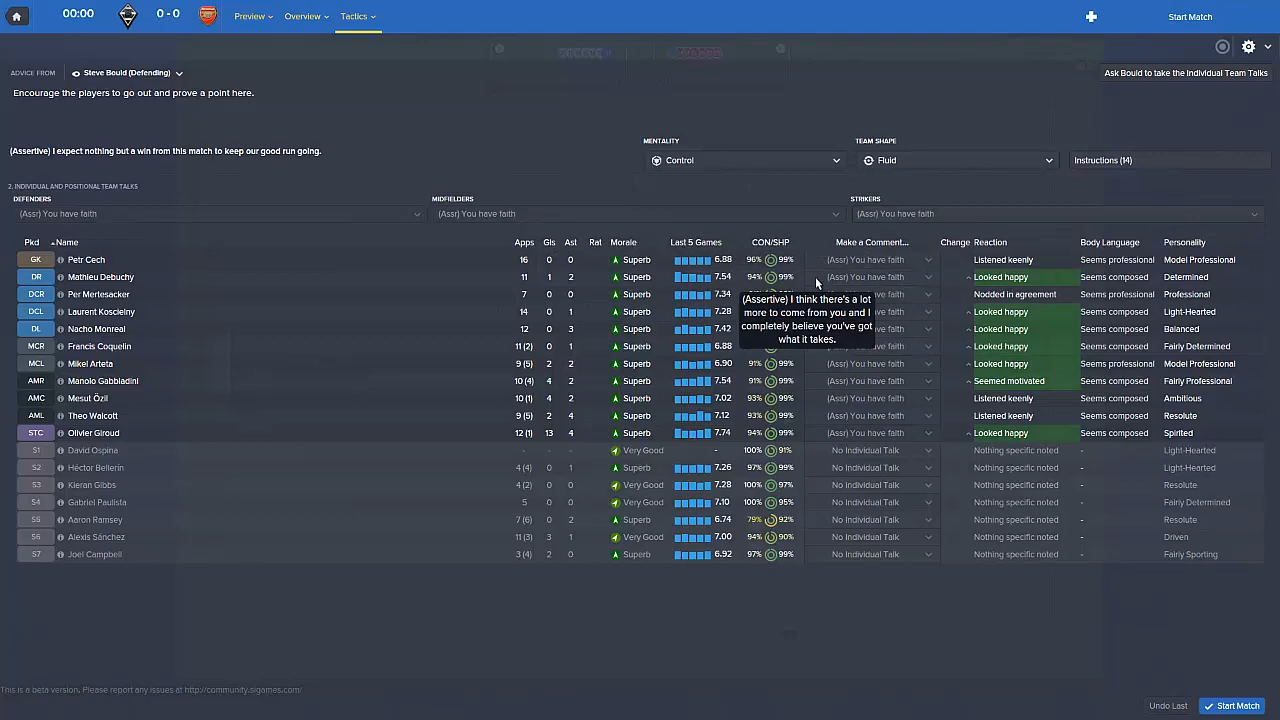 00:00 0 - 0 Preview Overview Tactics Start Match
ADVICE FROM Steve Bould (Defending) Ask Bould to take the Individual Team Talks
Encourage the players to go out and prove a point here.
MENTALITY TEAM SHAPE
(Assertive) I expect nothing but a win from this match to keep our good run going.
Control Fluid Instructions (14)
2. INDIVIDUAL AND POSITIONAL TEAM TALKS
DEFENDERS MIDFIELDERS STRIKERS
(Assr) You have faith (Assr) You have faith (Assr) You have faith
Pkd Name Apps Gls Ast Rat Morale Last 5 Games CON/SHP Make a Comment... Change Reaction Body Language Personality
GK Petr Cech 16 0 0 Superb 6.88 96% 99% (Assr) You have faith Listened keenly Seems professional Model Professional
DR Mathieu Debuchy 11 1 2 Superb 7.54 94% 99% (Assr) You have faith Looked happy Seems composed Determined
DCR Per Mertesacker 7 0 0 Superb 7.34 Nodded in agreement Seems professional Professional
DCL Laurent Koscielny 14 0 1 Superb 7.28 Looked happy Seems composed Light-Hearted
DL Nacho Monreal 12 0 3 Superb 7.42 Looked happy Seems composed Balanced
MCR Francis Coquelin 11 (2) 0 1 Superb 6.88 (Assr) You have faith Looked happy Seems composed Fairly Determined
MCL Mikel Arteta 9 (5) 2 2 Superb 6.90 91% 99% (Assr) You have faith Looked happy Seems professional Model Professional
AMR Manolo Gabbiadini 10 (4) 4 2 Superb 7.54 91% 99% (Assr) You have faith Seemed motivated Seems composed Fairly Professional
AMC Mesut Özil 10 (1) 4 2 Superb 7.02 93% 99% (Assr) You have faith Listened keenly Seems composed Ambitious
AML Theo Walcott 9 (5) 2 4 Superb 7.12 93% 99% (Assr) You have faith Listened keenly Seems composed Resolute
STC Olivier Giroud 12 (1) 13 4 Superb 7.74 94% 99% (Assr) You have faith Looked happy Seems composed Spirited
S1 David Ospina - - - Very Good - 100% 91% No Individual Talk Nothing specific noted - Light-Hearted
S2 Héctor Bellerin 4 (4) 0 1 Superb 7.26 97% 99% No Individual Talk Nothing specific noted - Light-Hearted
S3 Kieran Gibbs 4 (2) 0 0 Very Good 7.28 100% 97% No Individual Talk Nothing specific noted - Resolute
S4 Gabriel Paulista 5 0 0 Very Good 7.10 100% 95% No Individual Talk Nothing specific noted - Fairly Determined
S5 Aaron Ramsey 7 (6) 0 2 Superb 6.74 79% 92% No Individual Talk Nothing specific noted - Resolute
S6 Alexis Sánchez 11 (3) 3 1 Very Good 7.00 94% 90% No Individual Talk Nothing specific noted - Driven
S7 Joel Campbell 3 (4) 2 0 Superb 6.92 97% 99% No Individual Talk Nothing specific noted - Fairly Sporting
(Assertive) I think there's a lot
more to come from you and I
completely believe you've got
what it takes.
This is a beta version. Please report any issues at http://community.sigames.com/
Undo Last Start Match